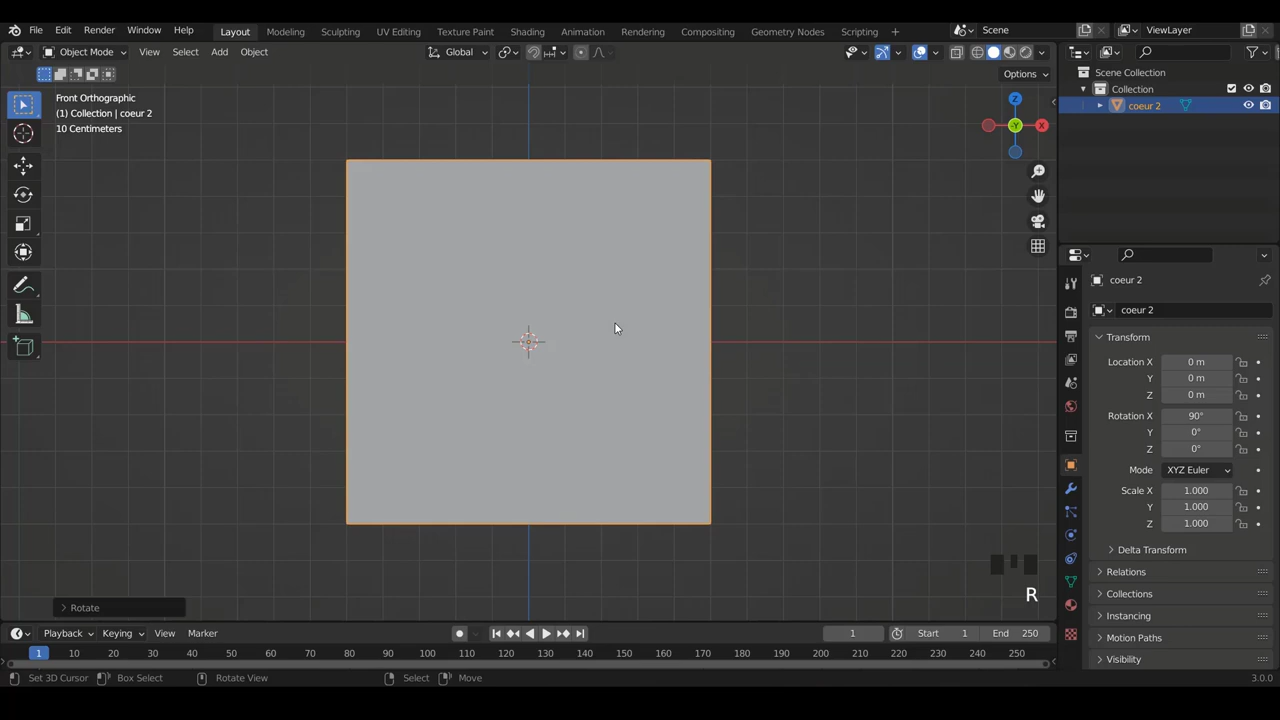 File Edit Render Window Help Layout Modeling Sculpting UV Editing Texture Paint Shading Animation Rendering Compositing Geometry Nodes Scripting + Scene ViewLayer
Object Mode View Select Add Object Global
Options
Front Orthographic
(1) Collection | coeur 2
10 Centimeters
Z
-Y
X
Scene Collection
Collection
coeur 2
coeur 2
coeur 2
Transform
Location X 0 m
Y 0 m
Z 0 m
Rotation X 90°
Y 0°
Z 0°
Mode XYZ Euler
Scale X 1.000
Y 1.000
Z 1.000
Delta Transform
Relations
Collections
Instancing
Motion Paths
Visibility
R
Rotate
Playback Keying View Marker 1 Start 1 End 250
1 10 20 30 40 50 60 70 80 90 100 110 120 130 140 150 160 170 180 190 200 210 220 230 240 250
Set 3D Cursor Box Select Rotate View Select Move 3.0.0